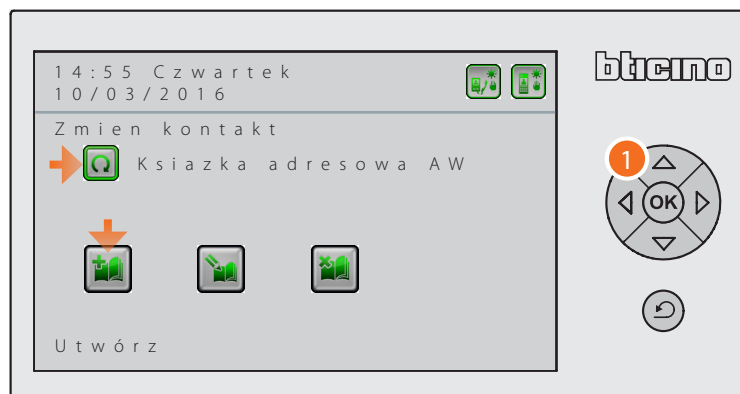 14:55 Czwartek
10/03/2016
bticino
Zmien kontakt
Ksiazka adresowa AW
1
OK
Utwórz